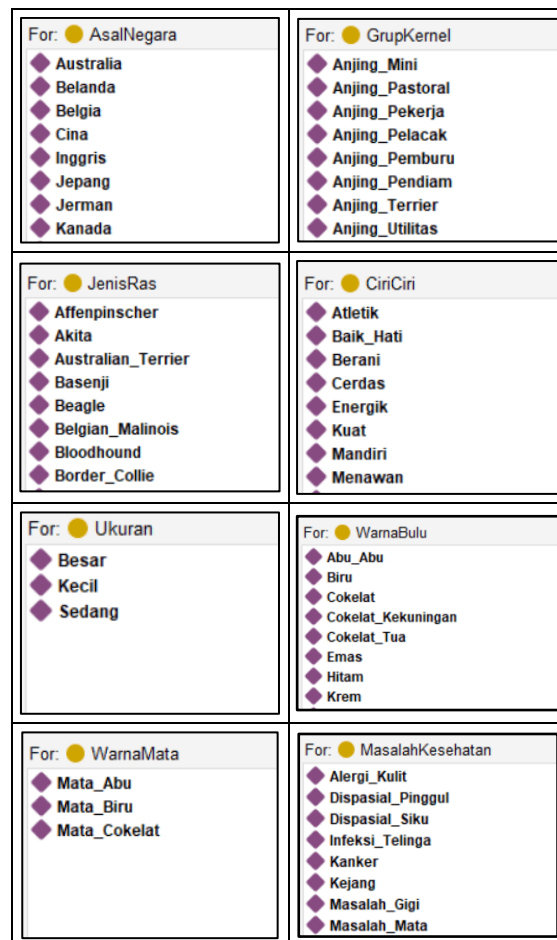 For: AsalNegara
Australia
Belanda
Belgia
Cina
Inggris
Jepang
Jerman
Kanada
For: GrupKernel
Anjing_Mini
Anjing_Pastoral
Anjing_Pekerja
Anjing_Pelacak
Anjing_Pemburu
Anjing_Pendiam
Anjing_Terrier
Anjing_Utilitas
For: JenisRas
Affenpinscher
Akita
Australian_Terrier
Basenji
Beagle
Belgian_Malinois
Bloodhound
Border_Collie
For: CiriCiri
Atletik
Baik_Hati
Berani
Cerdas
Energik
Kuat
Mandiri
Menawan
For: Ukuran
Besar
Kecil
Sedang
For: WarnaBulu
Abu_Abu
Biru
Cokelat
Cokelat_Kekuningan
Cokelat_Tua
Emas
Hitam
Krem
For: WarnaMata
Mata_Abu
Mata_Biru
Mata_Cokelat
For: MasalahKesehatan
Alergi_Kulit
Dispasial_Pinggul
Dispasial_Siku
Infeksi_Telinga
Kanker
Kejang
Masalah_Gigi
Masalah_Mata